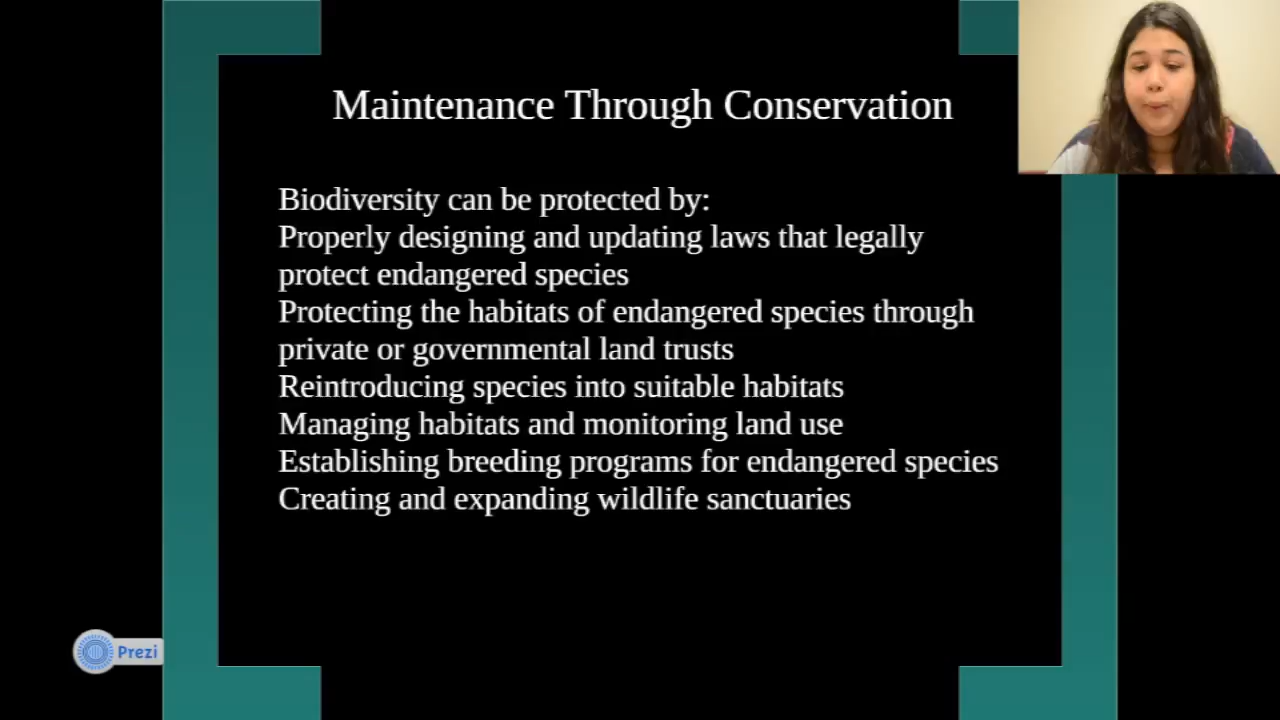 Maintenance Through Conservation
Biodiversity can be protected by:
Properly designing and updating laws that legally
protect endangered species
Protecting the habitats of endangered species through
private or governmental land trusts
Reintroducing species into suitable habitats
Managing habitats and monitoring land use
Establishing breeding programs for endangered species
Creating and expanding wildlife sanctuaries
Prezi